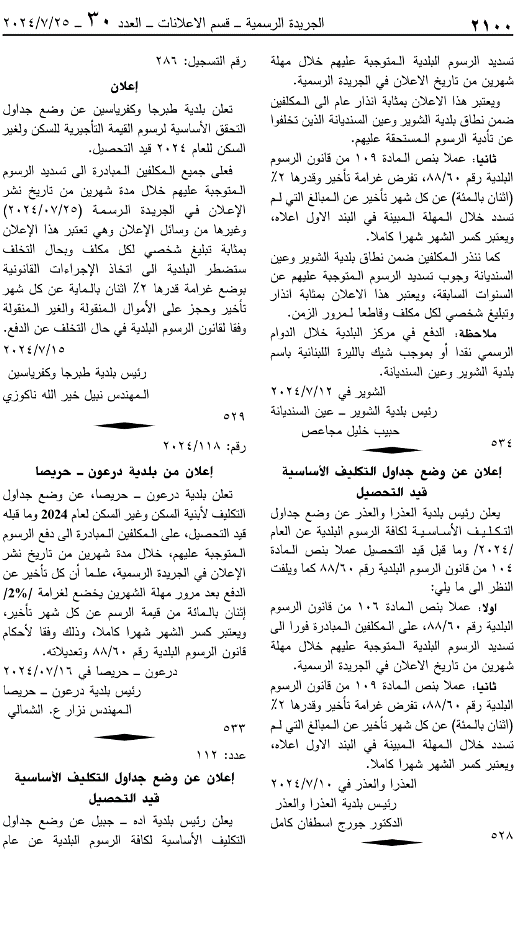 ٢١٠٠
الجريدة الرسمية ــ قسم الاعلانات ــ العدد ٣٠ ــ ٢٠٢٤/٧/٢٥
تسديد الرسوم البلدية المتوجبة عليهم خلال مهلة
شهرين من تاريخ الاعلان في الجريدة الرسمية.
ويعتبر هذا الاعلان بمثابة انذار عام الى المكلفين
ضمن نطاق بلدية الشوير وعين السنديانة الذين تخلفوا
عن تأدية الرسوم المستحقة عليهم.
ثانيا: عملا بنص المادة ١٠٩ من قانون الرسوم
البلدية رقم ٨٨/٦٠، تفرض غرامة تأخير وقدرها ٢٪
(اثنان بالمئة) عن كل شهر تأخير عن المبالغ التي لم
تسدد خلال المهلة المبينة في البند الاول اعلاه،
ويعتبر كسر الشهر شهرا كاملا.
كما ننذر المكلفين ضمن نطاق بلدية الشوير وعين
السنديانة وجوب تسديد الرسوم المتوجبة عليهم عن
السنوات السابقة، ويعتبر هذا الاعلان بمثابة انذار
وتبليغ شخصي لكل مكلف وقاطعا لمرور الزمن.
ملاحظة: الدفع في مركز البلدية خلال الدوام
الرسمي نقدا أو بموجب شيك بالليرة اللبنانية باسم
بلدية الشوير وعين السنديانة.
الشوير في ٢٠٢٤/٧/١٢
رئيس بلدية الشوير ــ عين السنديانة
حبيب خليل مجاعص
٥٣٤
إعلان عن وضع جداول التكليف الأساسية
قيد التحصيل
يعلن رئيس بلدية العذرا والعذر عن وضع جداول
التكليف الأساسية لكافة الرسوم البلدية عن العام
/٢٠٢٤/ وما قبل قيد التحصيل عملا بنص المادة
١٠٤ من قانون الرسوم البلدية رقم ٨٨/٦٠ كما ويلفت
النظر الى ما يلي:
اولا: عملا بنص المادة ١٠٦ من قانون الرسوم
البلدية رقم ٨٨/٦٠، على المكلفين المبادرة فورا الى
تسديد الرسوم البلدية المتوجبة عليهم خلال مهلة
شهرين من تاريخ الاعلان في الجريدة الرسمية.
ثانيا: عملا بنص المادة ١٠٩ من قانون الرسوم
البلدية رقم ٨٨/٦٠، تفرض غرامة تأخير وقدرها ٢٪
(اثنان بالمئة) عن كل شهر تأخير عن المبالغ التي لم
تسدد خلال المهلة المبينة في البند الاول اعلاه،
ويعتبر كسر الشهر شهرا كاملا.
العذرا والعذر في ٢٠٢٤/٧/١٠
رئيس بلدية العذرا والعذر
الدكتور جورج اسطفان كامل
٥٢٨
رقم التسجيل: ٢٨٦
إعلان
تعلن بلدية طبرجا وكفرياسين عن وضع جداول
التحقق الأساسية لرسوم القيمة التأجيرية للسكن ولغير
السكن للعام ٢٠٢٤ قيد التحصيل.
فعلى جميع المكلفين المبادرة الى تسديد الرسوم
المتوجبة عليهم خلال مدة شهرين من تاريخ نشر
الإعلان في الجريدة الرسمة (٢٠٢٤/٠٧/٢٥)
وغيرها من وسائل الإعلان وهي تعتبر هذا الإعلان
بمثابة تبليغ شخصي لكل مكلف وبحال التخلف
ستضطر البلدية الى اتخاذ الإجراءات القانونية
بوضع غرامة قدرها ٢٪ اثنان بالماية عن كل شهر
تأخير وحجز على الأموال المنقولة والغير المنقولة
وفقا لقانون الرسوم البلدية في حال التخلف عن الدفع.
٢٠٢٤/٧/١٥
رئيس بلدية طبرجا وكفرياسين
المهندس نبيل خير الله ناكوزي
٥٢٩
رقم: ٢٠٢٤/١١٨
إعلان من بلدية درعون ــ حريصا
تعلن بلدية درعون ــ حريصا، عن وضع جداول
التكليف لأبنية السكن وغير السكن لعام 2024 وما قبله
قيد التحصيل، على المكلفين المبادرة الى دفع الرسوم
المتوجبة عليهم، خلال مدة شهرين من تاريخ نشر
الإعلان في الجريدة الرسمية، علما أن كل تأخير عن
الدفع بعد مرور مهلة الشهرين يخضع لغرامة /2%/
إثنان بالمائة من قيمة الرسم عن كل شهر تأخير،
ويعتبر كسر الشهر شهرا كاملا، وذلك وفقا لأحكام
قانون الرسوم البلدية رقم ٨٨/٦٠ وتعديلاته.
درعون ــ حريصا في ٢٠٢٤/٠٧/١٦
رئيس بلدية درعون ــ حريصا
المهندس نزار ع. الشمالي
٥٣٣
عدد: ١١٢
إعلان عن وضع جداول التكليف الأساسية
قيد التحصيل
يعلن رئيس بلدية اده ــ جبيل عن وضع جداول
التكليف الأساسية لكافة الرسوم البلدية عن عام